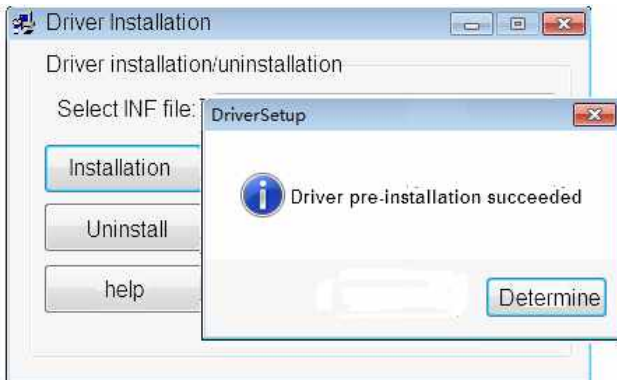 Driver Installation
Driver installation/uninstallation
Select INF file:
DriverSetup
Installation
Driver pre-installation succeeded
Uninstall
help
Determine